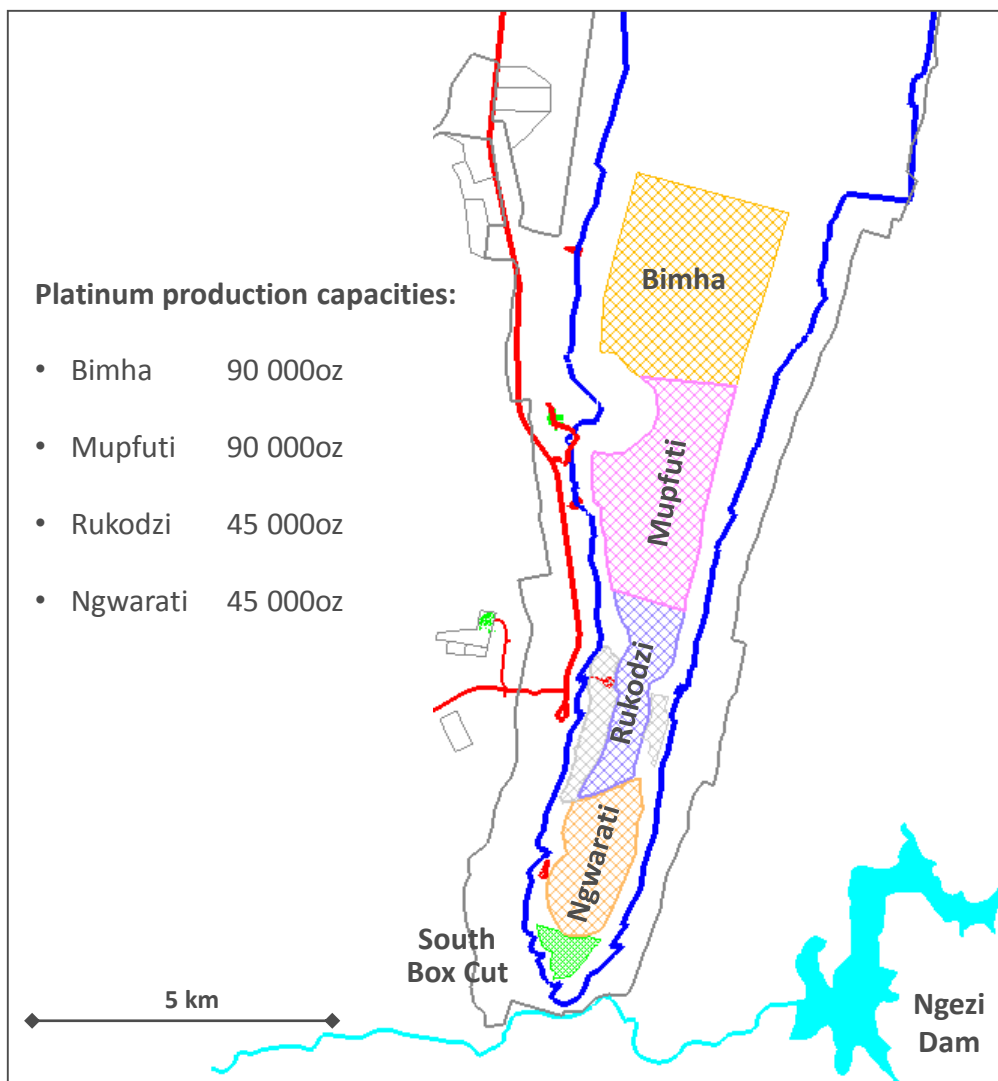 Platinum production capacities:
• Bimha 90 000oz
• Mupfuti 90 000oz
• Rukodzi 45 000oz
• Ngwarati 45 000oz
Bimha
Mupfuti
Rukodzi
Ngwarati
South
Box Cut
5 km
Ngezi
Dam